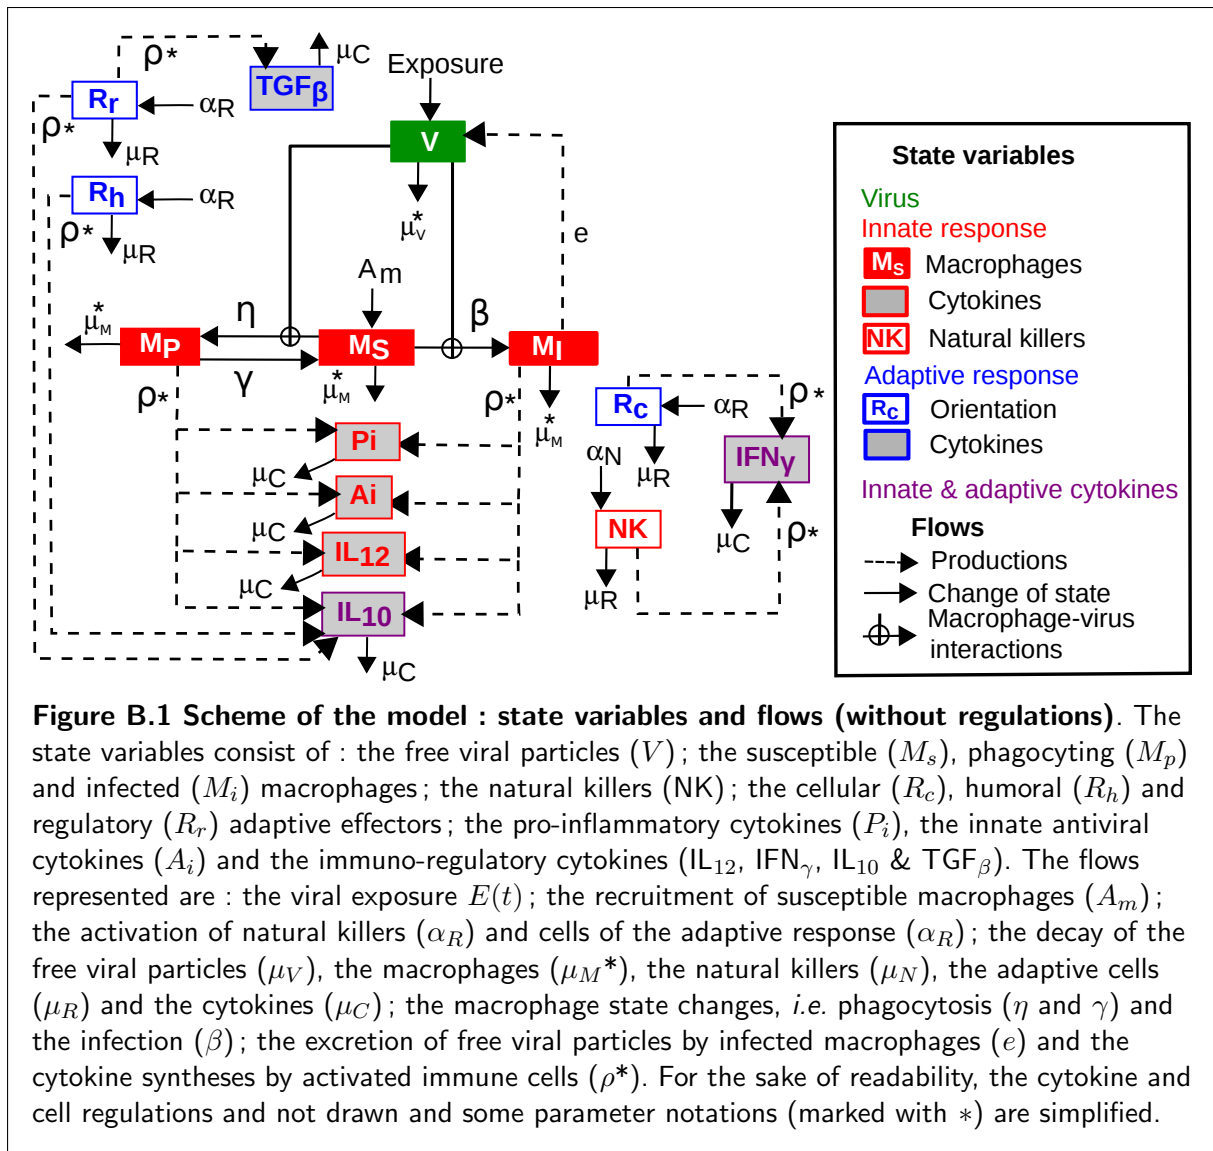 ρ*
μC
Exposure
TGFβ
Rr
αR
ρ*
μR
V
Rh
αR
ρ*
μR
μV*
e
Am
μM*
η
β
MP
MS
MI
γ
μM*
ρ*
ρ*
μM*
Pi
μC
Ai
μC
IL12
μC
IL10
μC
Rc
αR
ρ*
αN
μR
IFNγ
NK
μC
ρ*
μR
State variables
Virus
Innate response
Ms Macrophages
Cytokines
NK Natural killers
Adaptive response
Rc Orientation
Cytokines
Innate & adaptive cytokines
Flows
Productions
Change of state
Macrophage-virus
interactions
Figure B.1 Scheme of the model : state variables and flows (without regulations). The
state variables consist of : the free viral particles (V) ; the susceptible (Ms), phagocyting (Mp)
and infected (Mi) macrophages ; the natural killers (NK) ; the cellular (Rc), humoral (Rh) and
regulatory (Rr) adaptive effectors ; the pro-inflammatory cytokines (Pi), the innate antiviral
cytokines (Ai) and the immuno-regulatory cytokines (IL12, IFNγ, IL10 & TGFβ). The flows
represented are : the viral exposure E(t) ; the recruitment of susceptible macrophages (Am) ;
the activation of natural killers (αR) and cells of the adaptive response (αR) ; the decay of the
free viral particles (μV), the macrophages (μM*), the natural killers (μN), the adaptive cells
(μR) and the cytokines (μC) ; the macrophage state changes, i.e. phagocytosis (η and γ) and
the infection (β) ; the excretion of free viral particles by infected macrophages (e) and the
cytokine syntheses by activated immune cells (ρ*). For the sake of readability, the cytokine and
cell regulations and not drawn and some parameter notations (marked with *) are simplified.